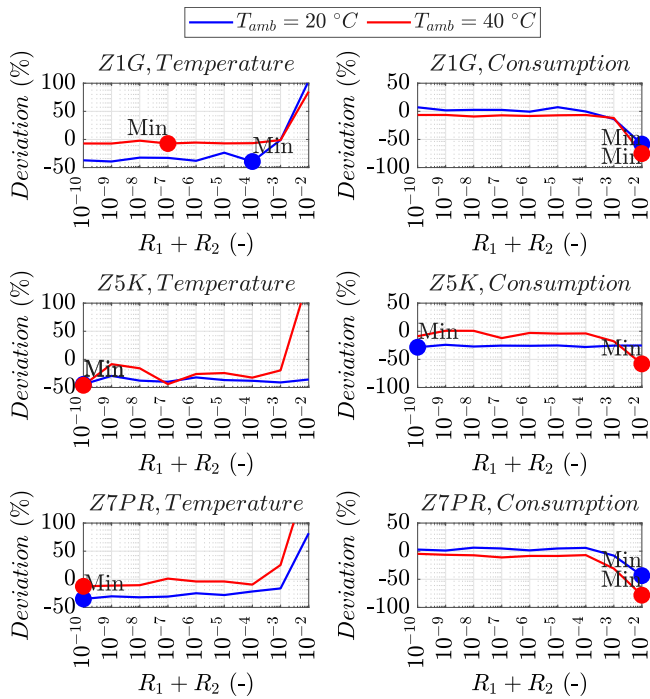 T_amb = 20 °C T_amb = 40 °C
Z1G, Temperature Z1G, Consumption
Deviation (%) 100 50 0 -50 Min Min
Deviation (%) 50 0 -50 -100 Min Min
10^-10 10^-9 10^-8 10^-7 10^-6 10^-5 10^-4 10^-3 10^-2
10^-10 10^-9 10^-8 10^-7 10^-6 10^-5 10^-4 10^-3 10^-2
R_1 + R_2 (-) R_1 + R_2 (-)
Z5K, Temperature Z5K, Consumption
Deviation (%) 100 50 0 -50 Min Min
Deviation (%) 50 0 -50 -100 Min Min
10^-10 10^-9 10^-8 10^-7 10^-6 10^-5 10^-4 10^-3 10^-2
10^-10 10^-9 10^-8 10^-7 10^-6 10^-5 10^-4 10^-3 10^-2
R_1 + R_2 (-) R_1 + R_2 (-)
Z7PR, Temperature Z7PR, Consumption
Deviation (%) 100 50 0 -50 Min
Deviation (%) 50 0 -50 -100 Min Min
10^-10 10^-9 10^-8 10^-7 10^-6 10^-5 10^-4 10^-3 10^-2
10^-10 10^-9 10^-8 10^-7 10^-6 10^-5 10^-4 10^-3 10^-2
R_1 + R_2 (-) R_1 + R_2 (-)